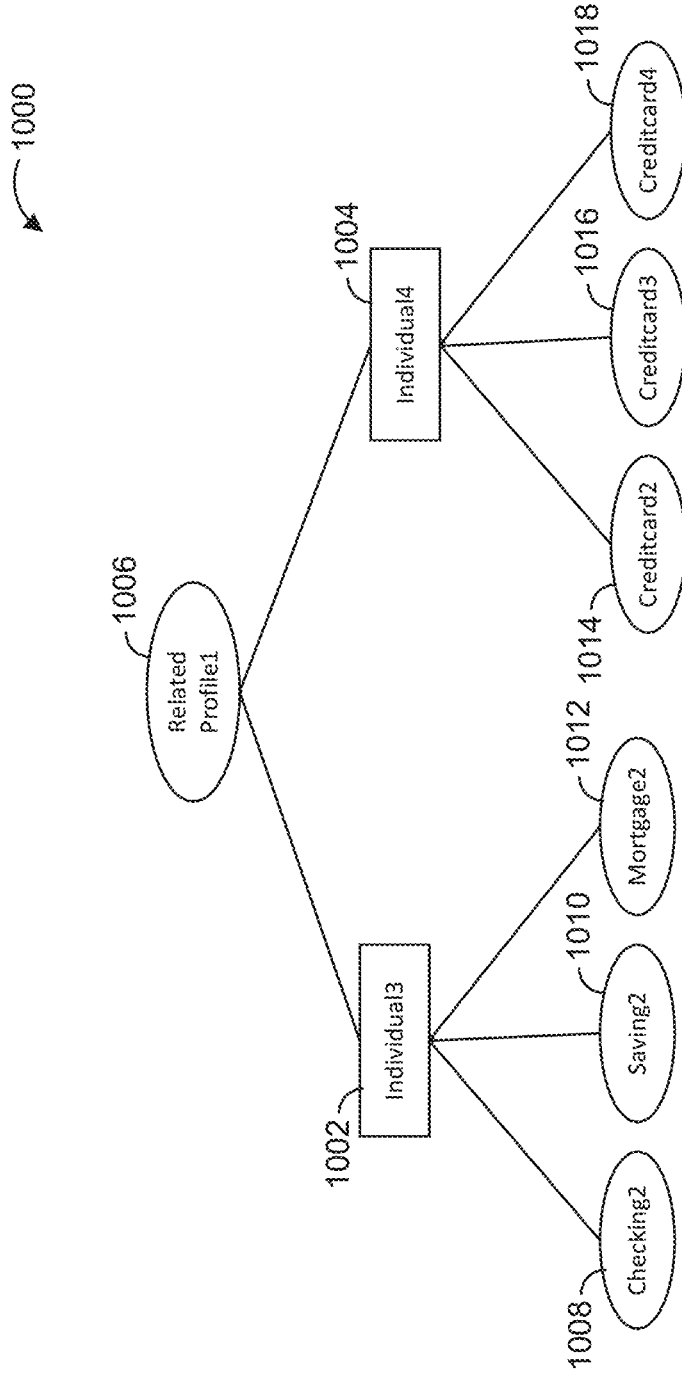 1000
1006
Related
Profile1
1002
Individual3
1004
Individual4
1008
Checking2
1010
Saving2
1012
Mortgage2
1014
Creditcard2
1016
Creditcard3
1018
Creditcard4